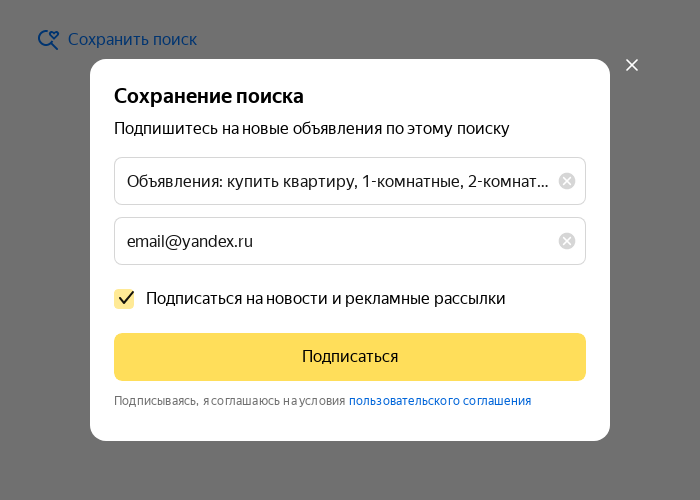 Сохранить поиск
Сохранение поиска
Подпишитесь на новые объявления по этому поиску
Объявления: купить квартиру, 1-комнатные, 2-комнат...
email@yandex.ru
Подписаться на новости и рекламные рассылки
Подписаться
Подписываясь, я соглашаюсь на условия пользовательского соглашения